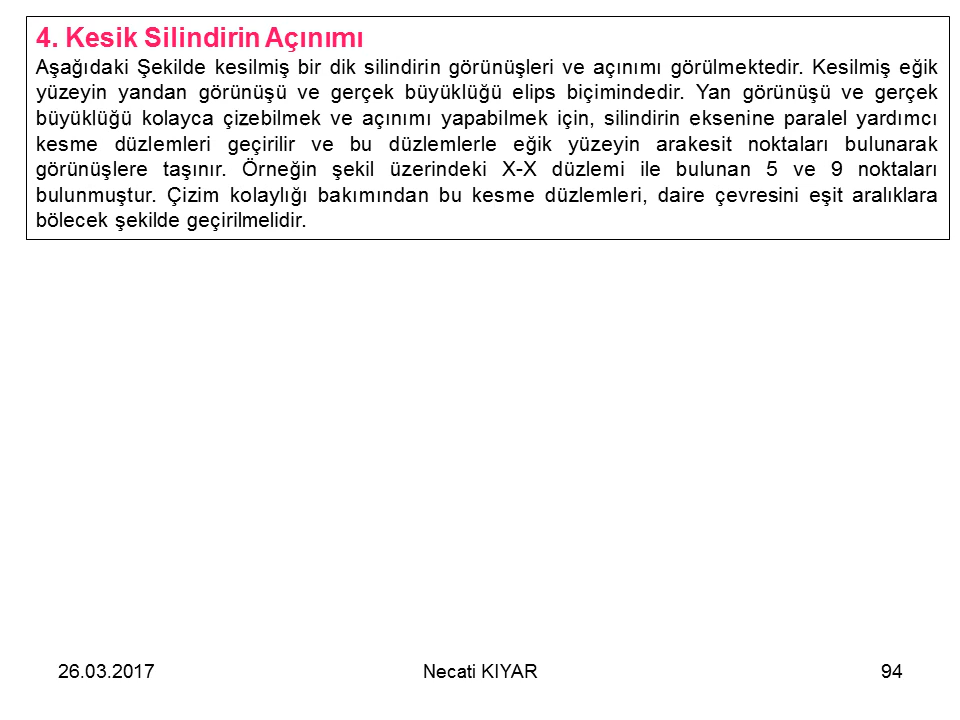 4. Kesik Silindirin Açınımı
Aşağıdaki Şekilde kesilmiş bir dik silindirin görünüşleri ve açınımı görülmektedir. Kesilmiş eğik
yüzeyin yandan görünüşü ve gerçek büyüklüğü elips biçimindedir. Yan görünüşü ve gerçek
büyüklüğü kolayca çizebilmek ve açınımı yapabilmek için, silindirin eksenine paralel yardımcı
kesme düzlemleri geçirilir ve bu düzlemlerle eğik yüzeyin arakesit noktaları bulunarak
görünüşlere taşınır. Örneğin şekil üzerindeki X-X düzlemi ile bulunan 5 ve 9 noktaları
bulunmuştur. Çizim kolaylığı bakımından bu kesme düzlemleri, daire çevresini eşit aralıklara
bölecek şekilde geçirilmelidir.
26.03.2017 Necati KIYAR 94